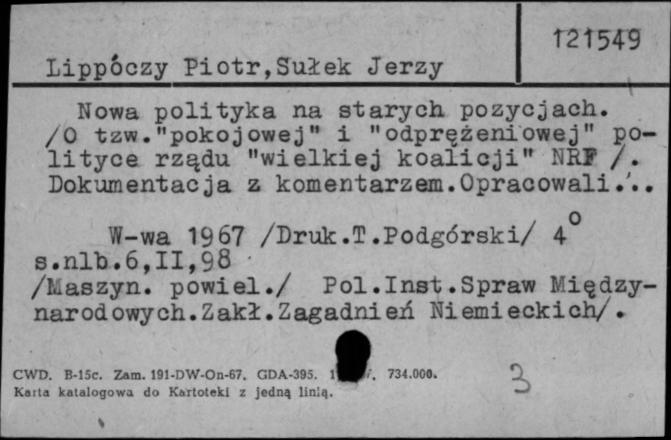 121549
Lippóczy Piotr,Sułek Jerzy
Nowa polityka na starych pozycjach.
/O tzw."pokojowej" i "odprężeniowej" po-
lityce rządu "wielkiej koalicji" NRF /.
Dokumentacja z komentarzem.Opracowali...
W-wa 1967 /Druk.T.Podgórski/ 4°
s.nlb.6,II,98
/Maszyn. powiel./ Pol.Inst.Spraw Między-
narodowych.Zakł.Zagadnień Niemieckich/.
CWD. B-15c. Zam. 191-DW-On-67. GDA-395. 734.000.
Karta katalogowa do Kartoteki z jedną linią.
3